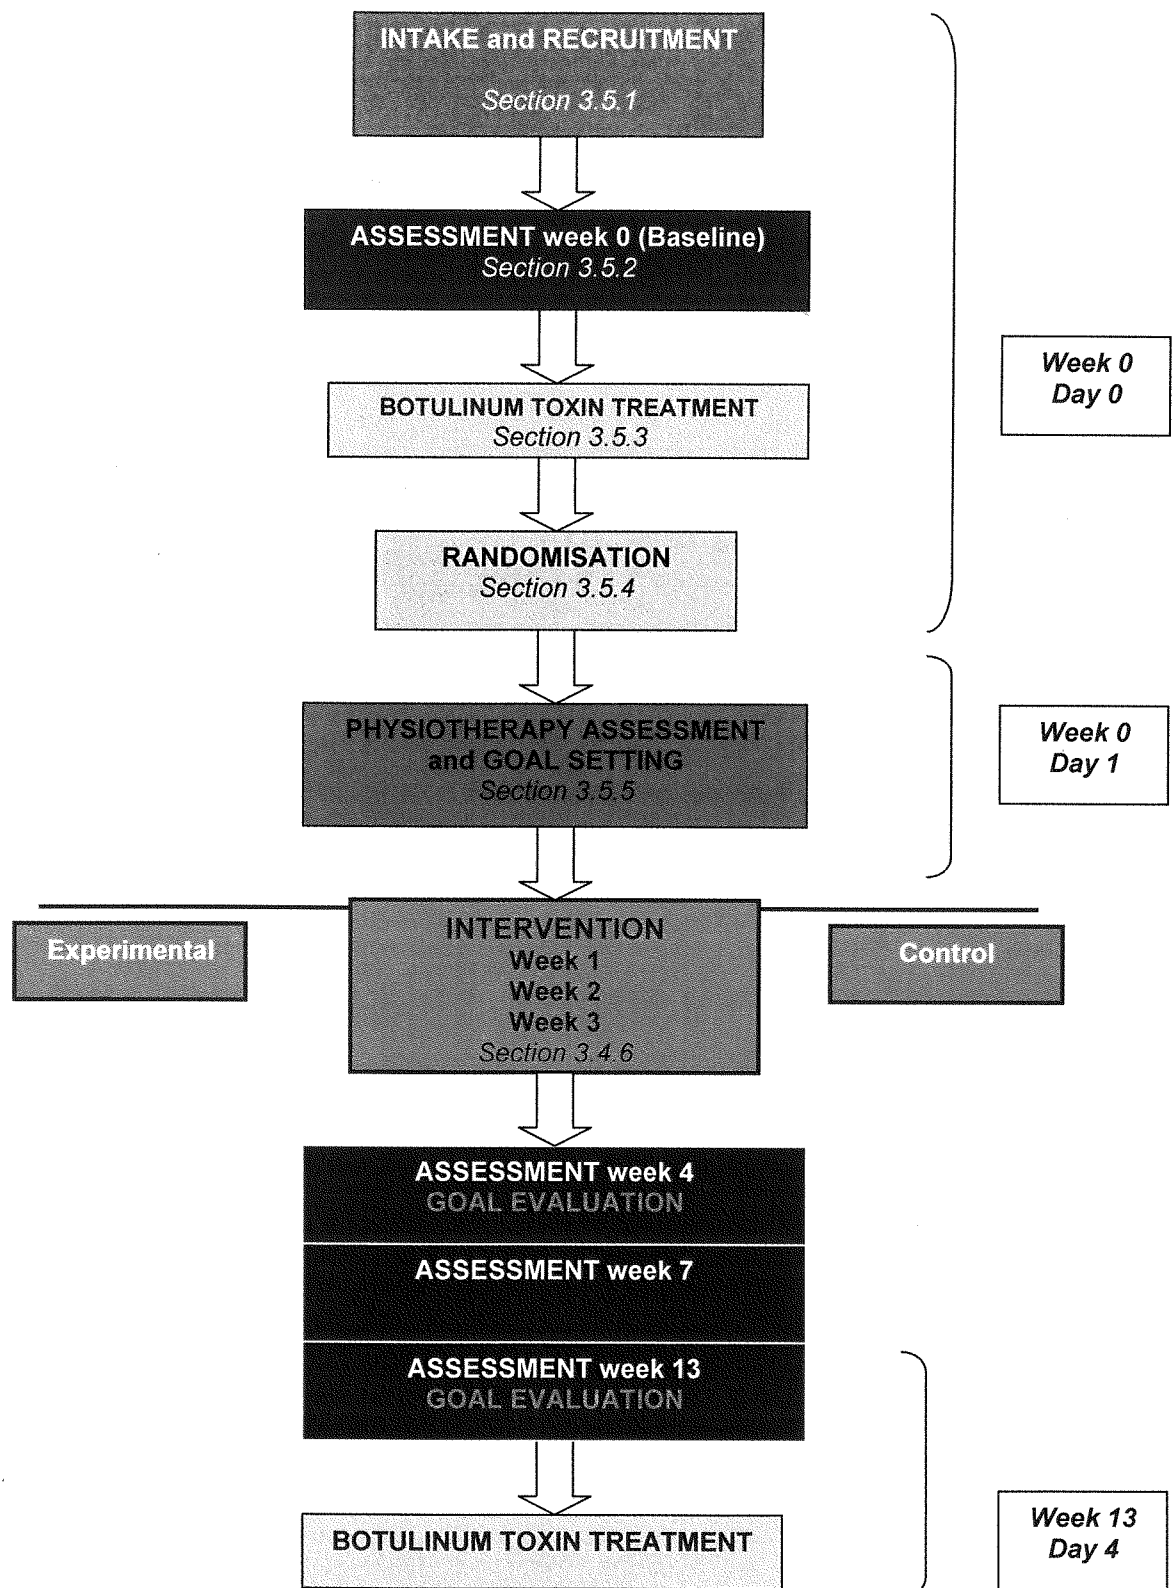 INTAKE and RECRUITMENT
Section 3.5.1
ASSESSMENT week 0 (Baseline)
Section 3.5.2
BOTULINUM TOXIN TREATMENT
Section 3.5.3
Week 0
Day 0
RANDOMISATION
Section 3.5.4
PHYSIOTHERAPY ASSESSMENT
and GOAL SETTING
Section 3.5.5
Week 0
Day 1
Experimental
INTERVENTION
Week 1
Week 2
Week 3
Section 3.4.6
Control
ASSESSMENT week 4
GOAL EVALUATION
ASSESSMENT week 7
ASSESSMENT week 13
GOAL EVALUATION
BOTULINUM TOXIN TREATMENT
Week 13
Day 4